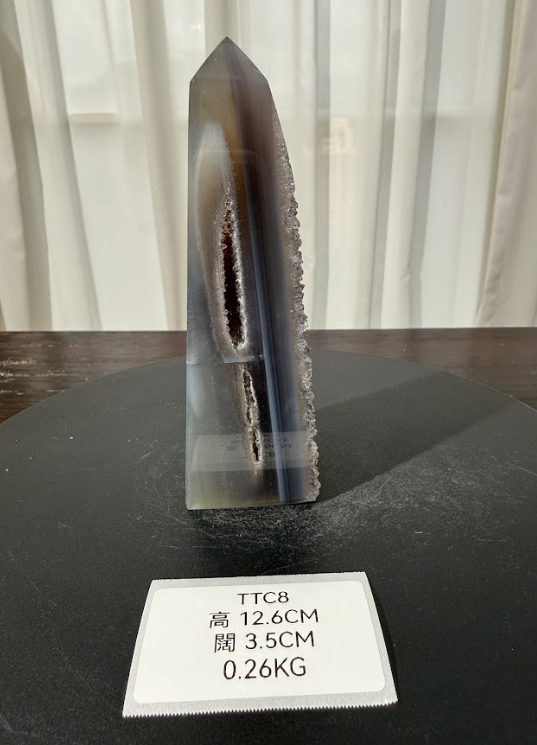 TTC8
高 12.6CM
闊 3.5CM
0.26KG